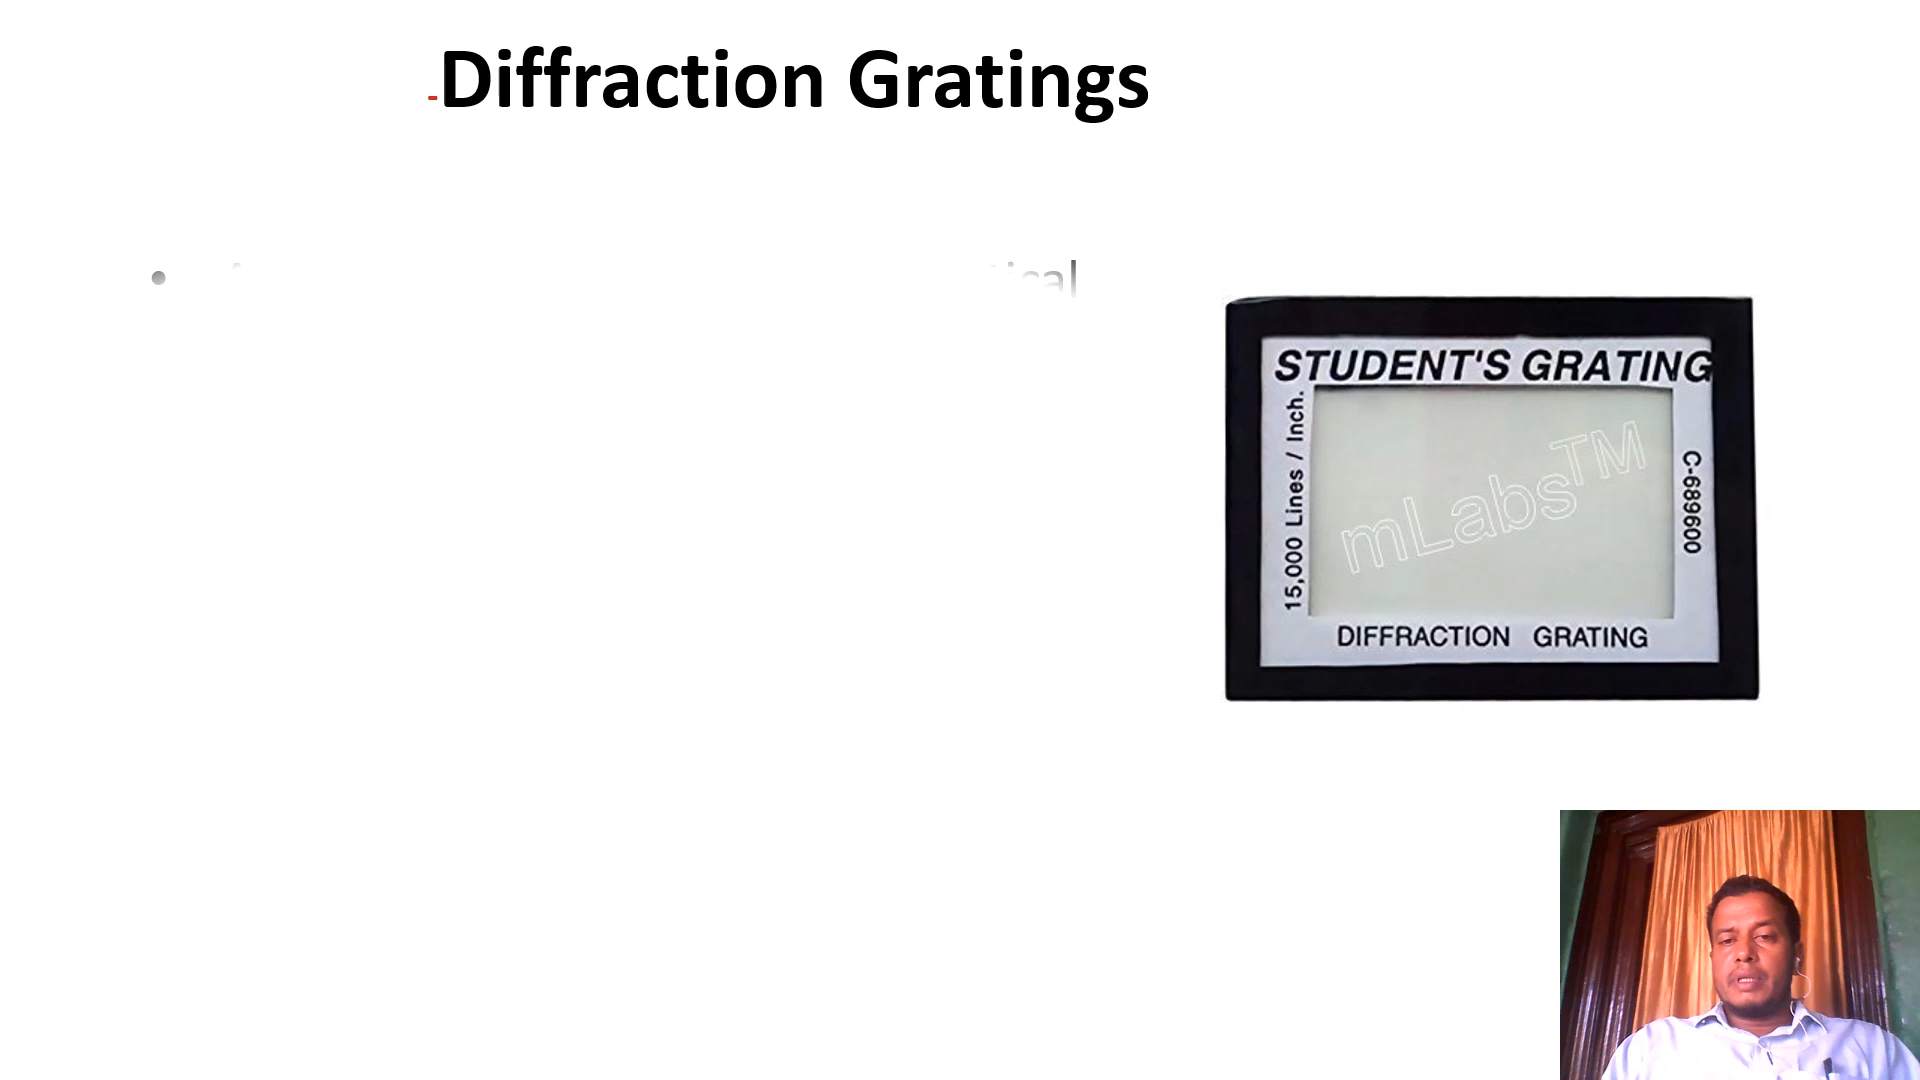 -Diffraction Gratings
STUDENT'S GRATING
15,000 Lines / Inch.
mLabs™
C-689600
DIFFRACTION GRATING